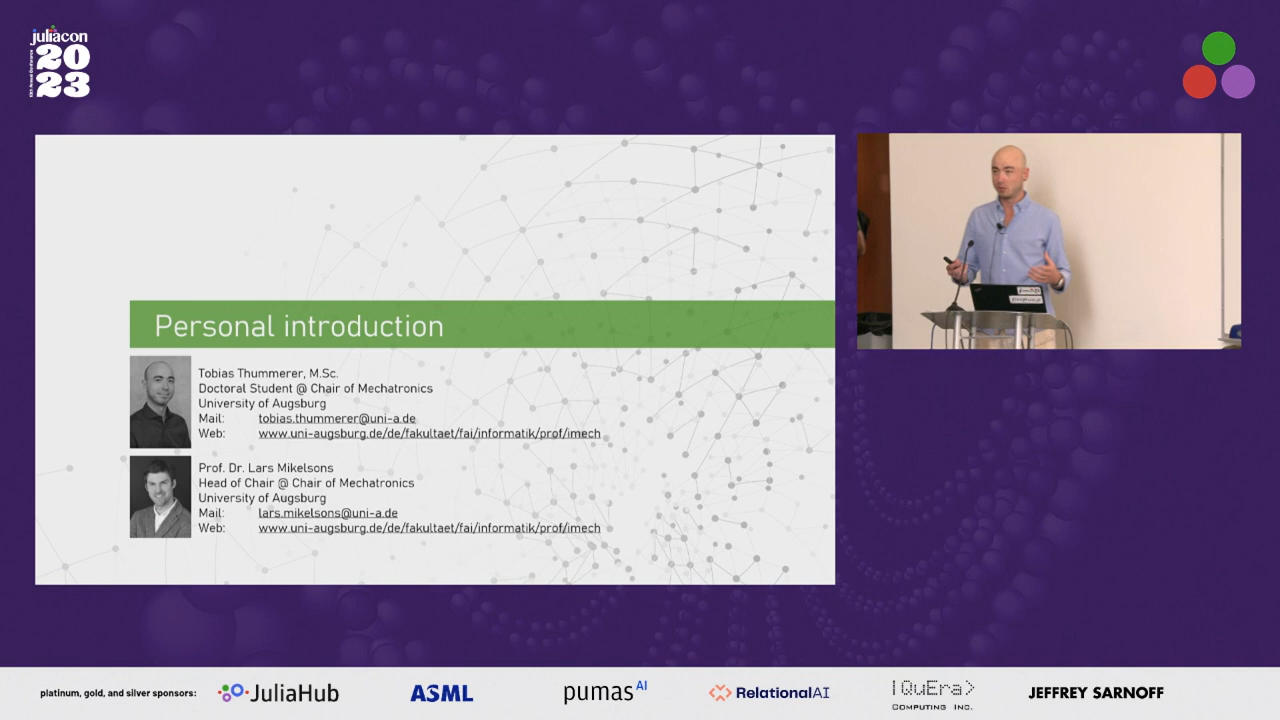 juliacon
20
23
Personal introduction
Tobias Thummerer, M.Sc.
Doctoral Student @ Chair of Mechatronics
University of Augsburg
Mail: tobias.thummerer@uni-a.de
Web: www.uni-augsburg.de/de/fakultaet/fai/informatik/prof/imech
Prof. Dr. Lars Mikelsons
Head of Chair @ Chair of Mechatronics
University of Augsburg
Mail: lars.mikelsons@uni-a.de
Web: www.uni-augsburg.de/de/fakultaet/fai/informatik/prof/imech
platinum, gold, and silver sponsors:
JuliaHub
ASML
pumas AI
RelationalAI
|QuEra>
COMPUTING INC.
JEFFREY SARNOFF